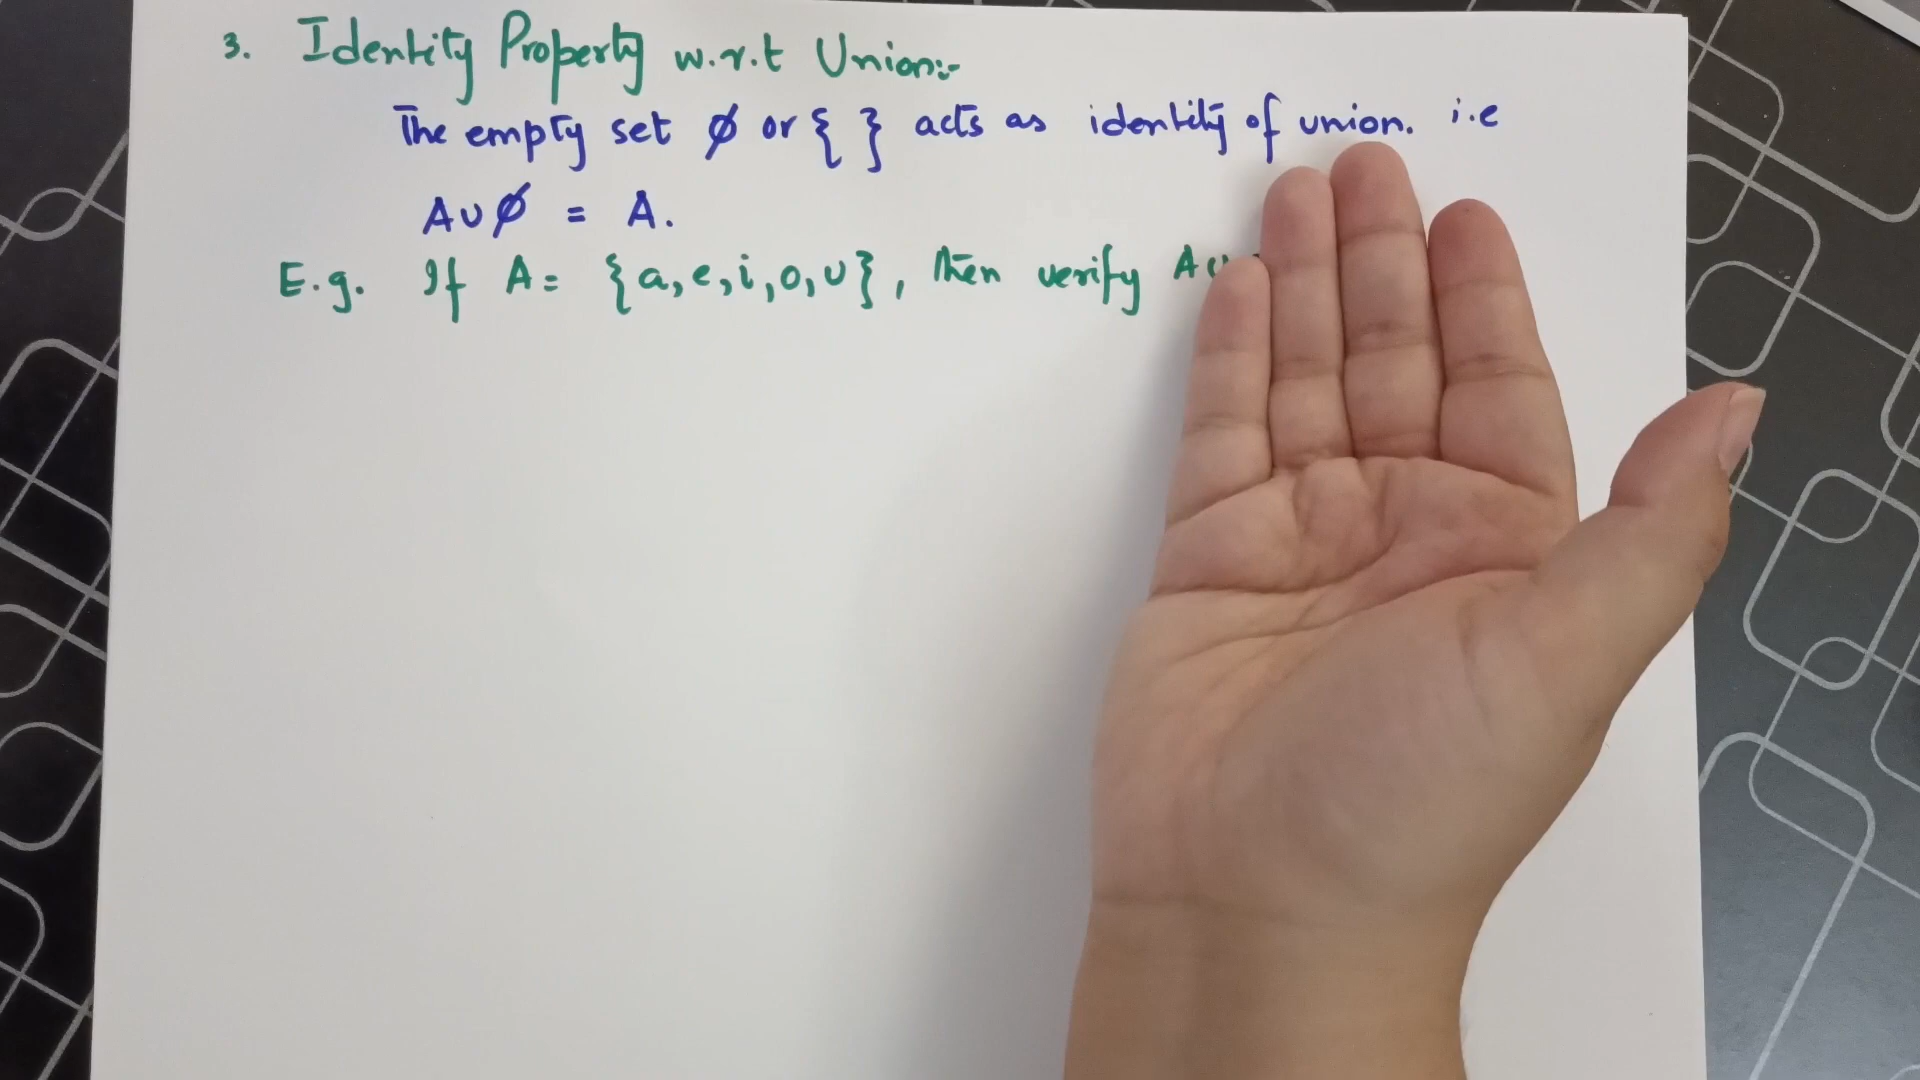 3. Identity Property w.r.t Union:-
The empty set ∅ or { } acts as identity of union. i.e
A∪∅ = A.
E.g. If A= {a,e,i,o,u}, then verify A∪